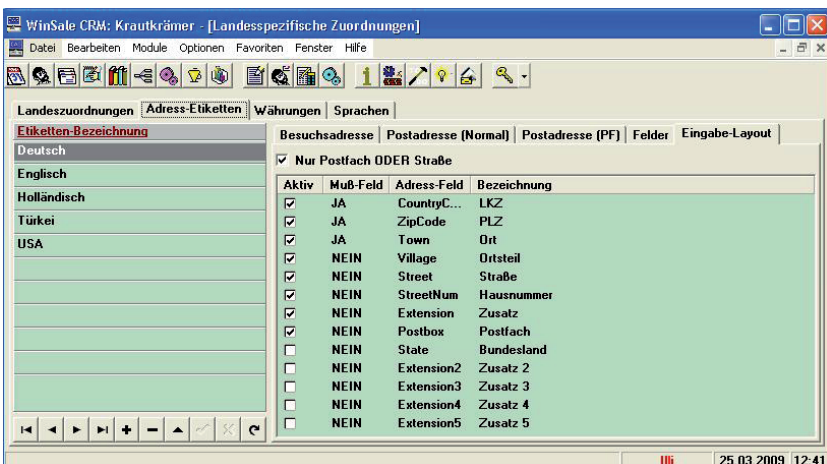 WinSale CRM: Krautkrämer - [Landesspezifische Zuordnungen]
Datei Bearbeiten Module Optionen Favoriten Fenster Hilfe
Landeszuordnungen Adress-Etiketten Währungen Sprachen
Etiketten-Bezeichnung
Deutsch
Englisch
Holländisch
Türkei
USA
Besuchsadresse Postadresse (Normal) Postadresse (PF) Felder Eingabe-Layout
Nur Postfach ODER Straße
Aktiv Muß-Feld Adress-Feld Bezeichnung
JA CountryC... LKZ
JA ZipCode PLZ
JA Town Ort
NEIN Village Ortsteil
NEIN Street Straße
NEIN StreetNum Hausnummer
NEIN Extension Zusatz
NEIN Postbox Postfach
NEIN State Bundesland
NEIN Extension2 Zusatz 2
NEIN Extension3 Zusatz 3
NEIN Extension4 Zusatz 4
NEIN Extension5 Zusatz 5
25.03.2009 12:41